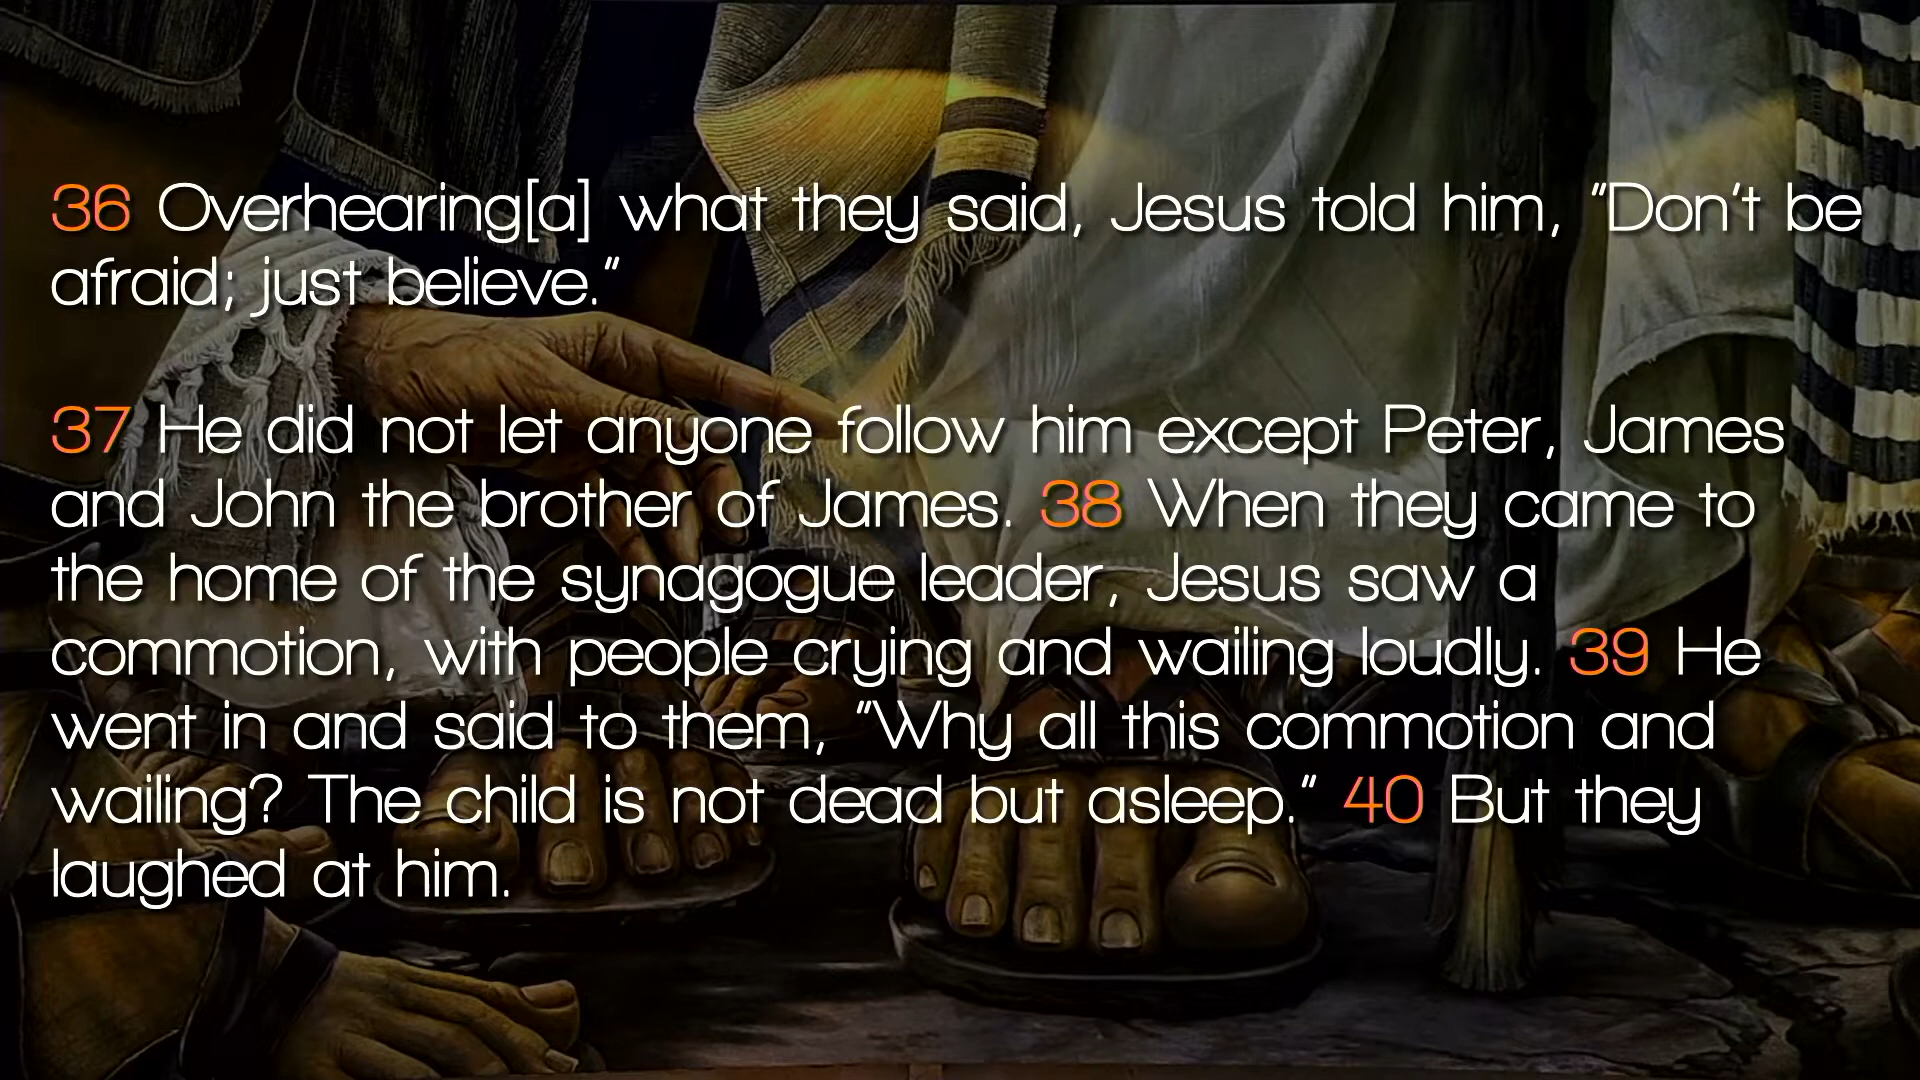 36 Overhearing[a] what they said, Jesus told him, "Don't be
afraid; just believe."
37 He did not let anyone follow him except Peter, James
and John the brother of James. 38 When they came to
the home of the synagogue leader, Jesus saw a
commotion, with people crying and wailing loudly. 39 He
went in and said to them, "Why all this commotion and
wailing? The child is not dead but asleep." 40 But they
laughed at him.